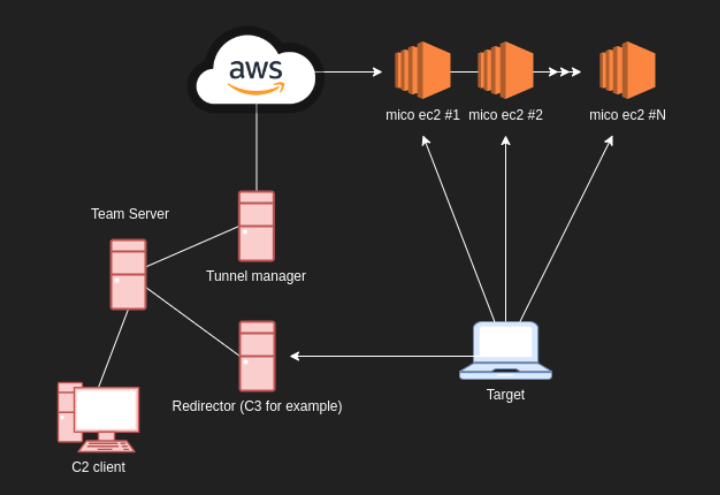 aws
mico ec2 #1
mico ec2 #2
mico ec2 #N
Team Server
Tunnel manager
Redirector (C3 for example)
Target
C2 client